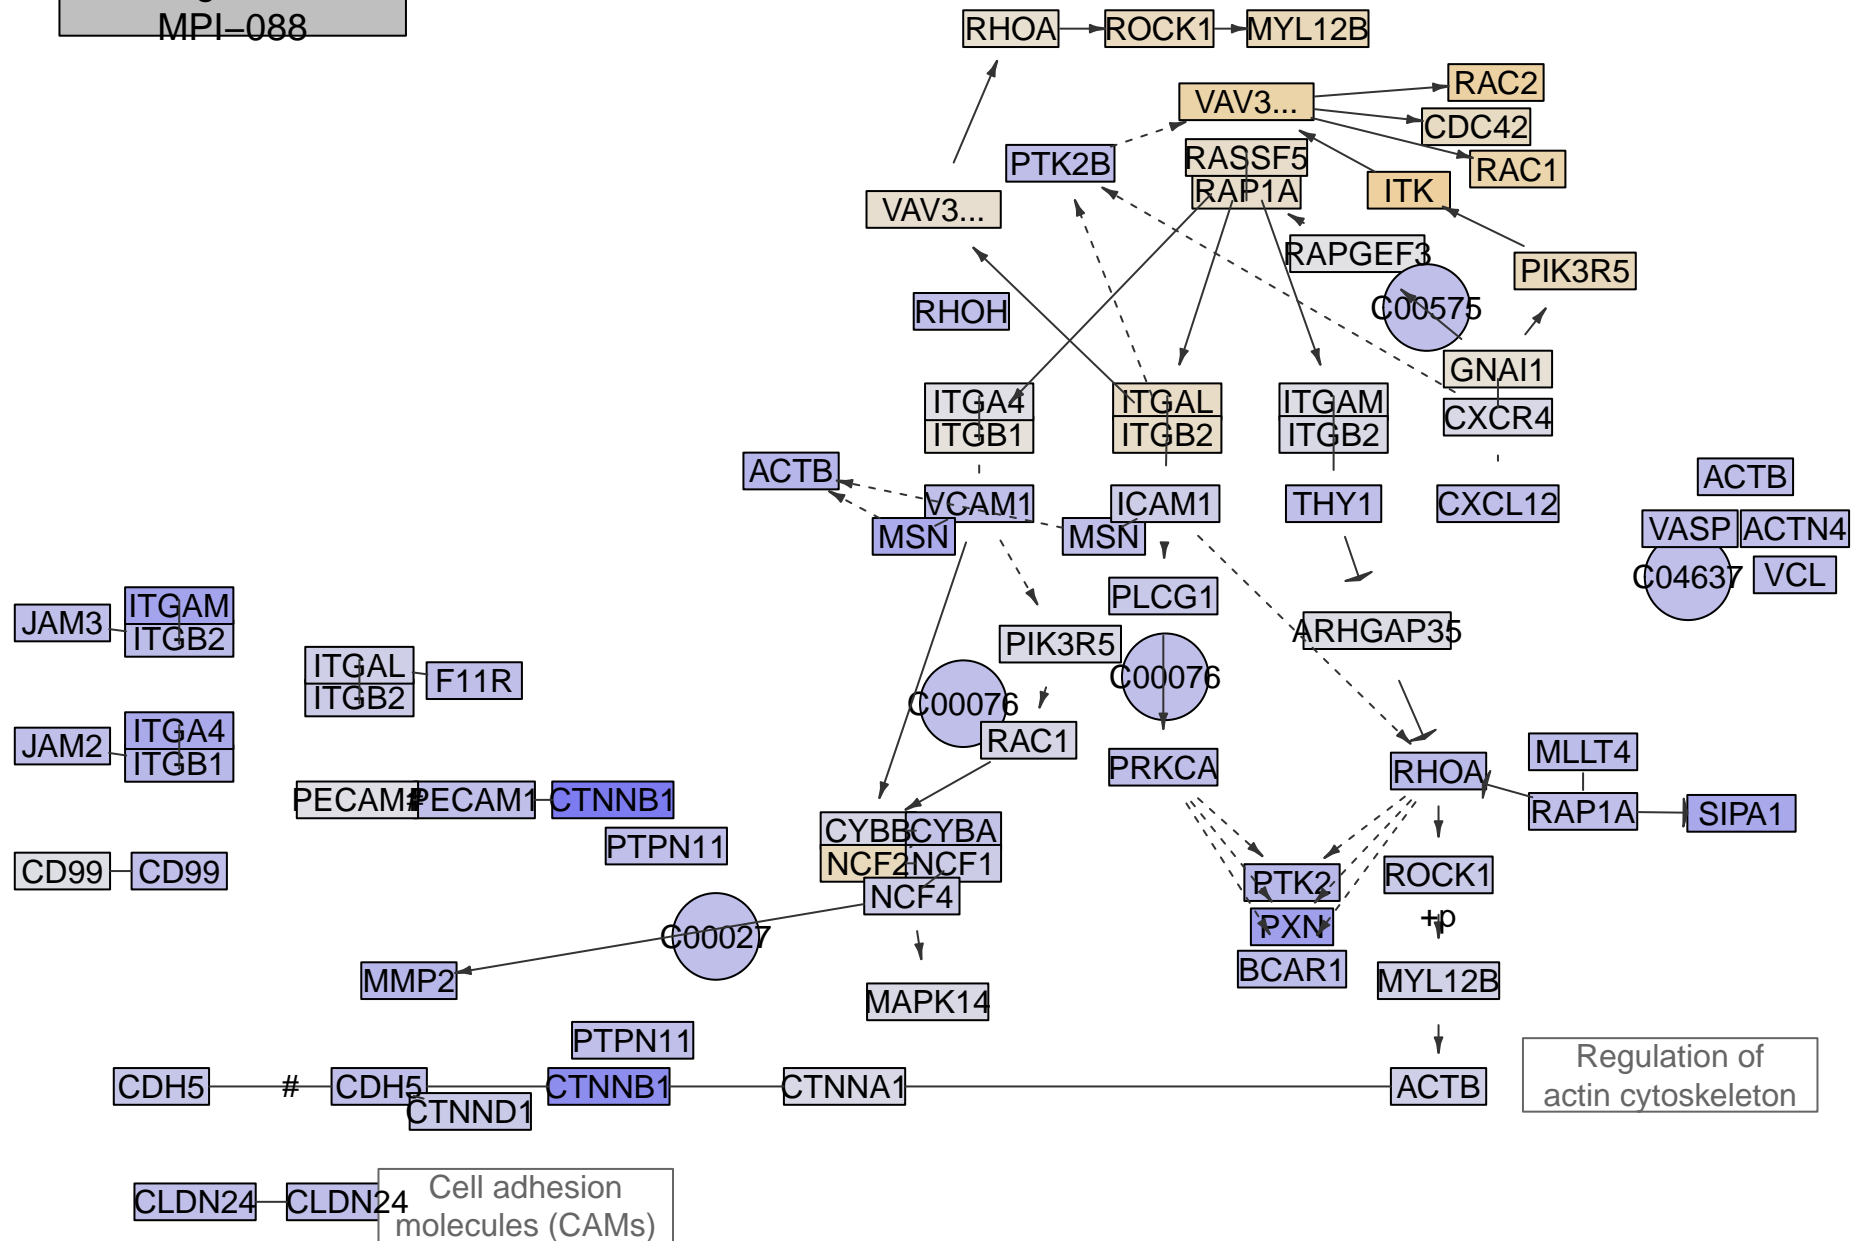 MPI−088
RHOA
ROCK1
MYL12B
RAC2
VAV3...
CDC42
PTK2B
RASSF5
RAC1
RAP1A
ITK
VAV3...
RAPGEF3
PIK3R5
C00575
RHOH
GNAI1
ITGA4
ITGAL
ITGAM
CXCR4
ITGB1
ITGB2
ITGB2
ACTB
ACTB
VCAM1
ICAM1
THY1
CXCL12
MSN
MSN
VASP
ACTN4
C04637
VCL
PLCG1
ITGAM
JAM3
ITGB2
ARHGAP35
PIK3R5
ITGAL
F11R
ITGB2
C00076
C00076
ITGA4
JAM2
ITGB1
RAC1
PRKCA
RHOA
MLLT4
PECAM1
#
PECAM1
CTNNB1
RAP1A
SIPA1
CYBB
CYBA
PTPN11
NCF2
NCF1
CD99
CD99
NCF4
PTK2
ROCK1
+p
PXN
C00027
BCAR1
MMP2
MYL12B
MAPK14
PTPN11
Regulation of
actin cytoskeleton
CDH5
#
CDH5
CTNNB1
CTNNA1
ACTB
CTNND1
CLDN24
CLDN24
Cell adhesion
molecules (CAMs)